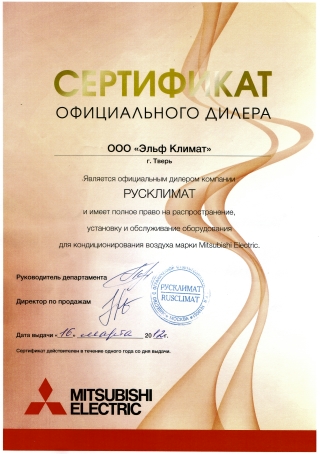 СЕРТИФИКАТ
ОФИЦИАЛЬНОГО ДИЛЕРА
ООО «Эльф Климат»
г. Тверь
Является официальным дилером компании
РУСКЛИМАТ
и имеет полное право на распространение,
установку и обслуживание оборудования
для кондиционирования воздуха марки Mitsubishi Electric.
Руководитель департамента
РУСКЛИМАТ
RUSCLIMAT
Директор по продажам
Дата выдачи 16 марта 2012г.
Сертификат действителен в течение одного года со дня выдачи.
MITSUBISHI
ELECTRIC